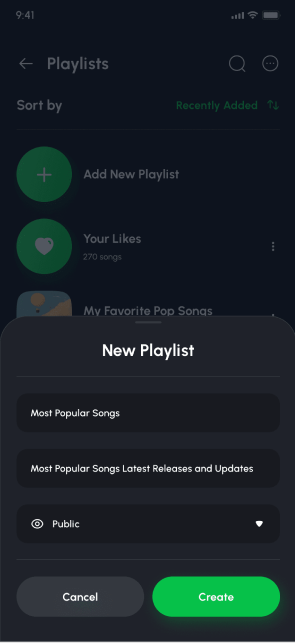 9:41
Playlists
Sort by
Recently Added
Add New Playlist
Your Likes
270 songs
My Favorite Pop Songs
New Playlist
Most Popular Songs
Most Popular Songs Latest Releases and Updates
Public
Cancel
Create